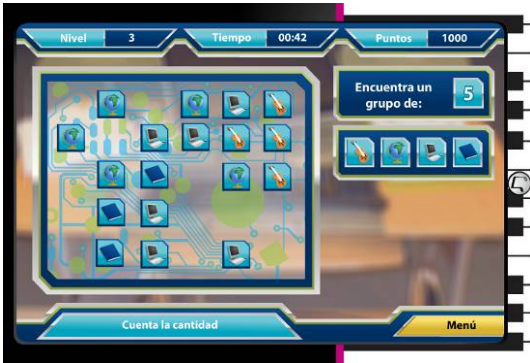 Nivel 3 Tiempo 00:42 Puntos 1000
Encuentra un
grupo de: 5
Cuenta la cantidad
Menú